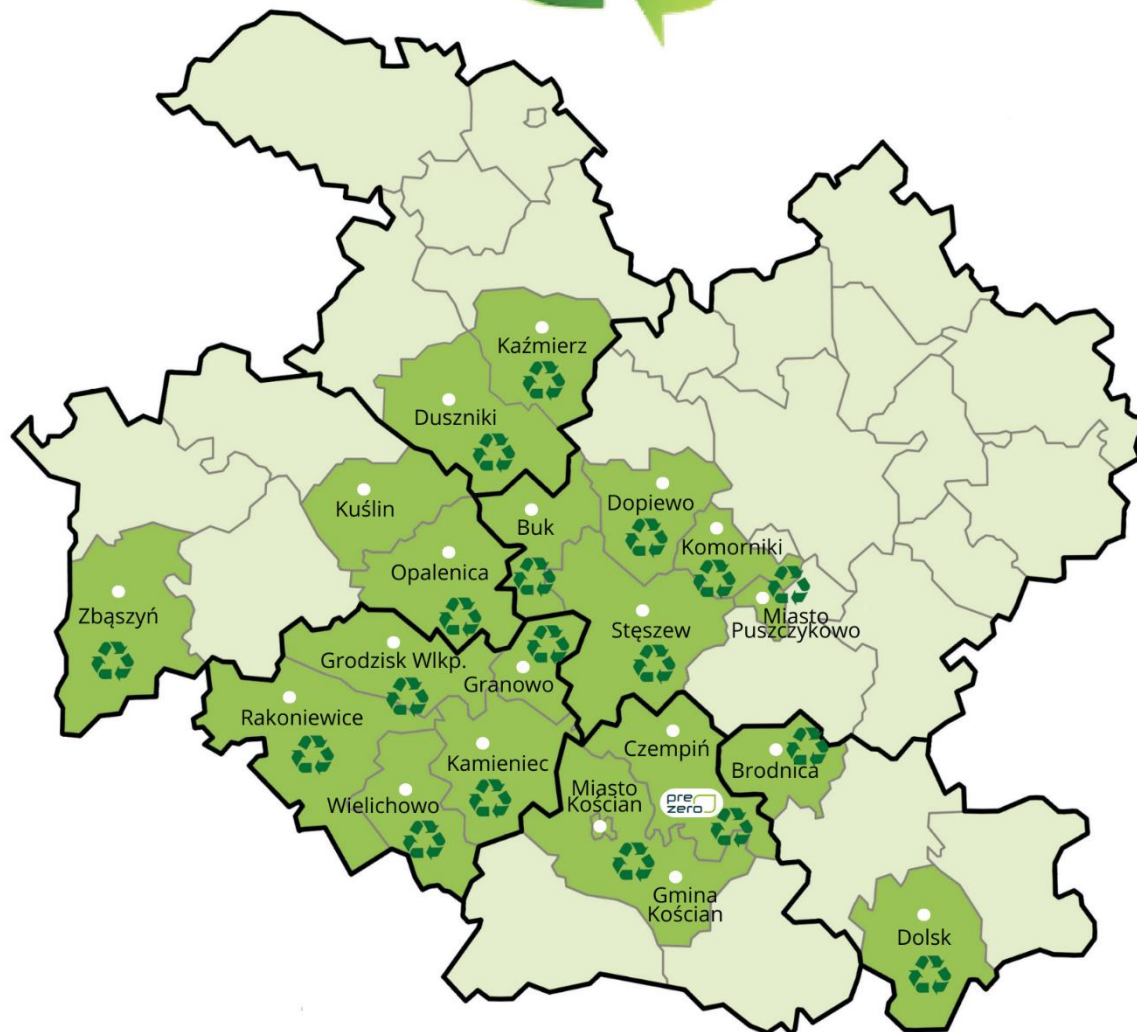 Kaźmierz
Duszniki
Kuślin
Buk
Dopiewo
Komorniki
Opalenica
Zbąszyń
Stęszew
Miasto
Puszczykowo
Grodzisk Wlkp.
Granowo
Rakoniewice
Kamieniec
Czempiń
Brodnica
Wielichowo
Miasto
Kościan
pre
zero
Gmina
Kościan
Dolsk